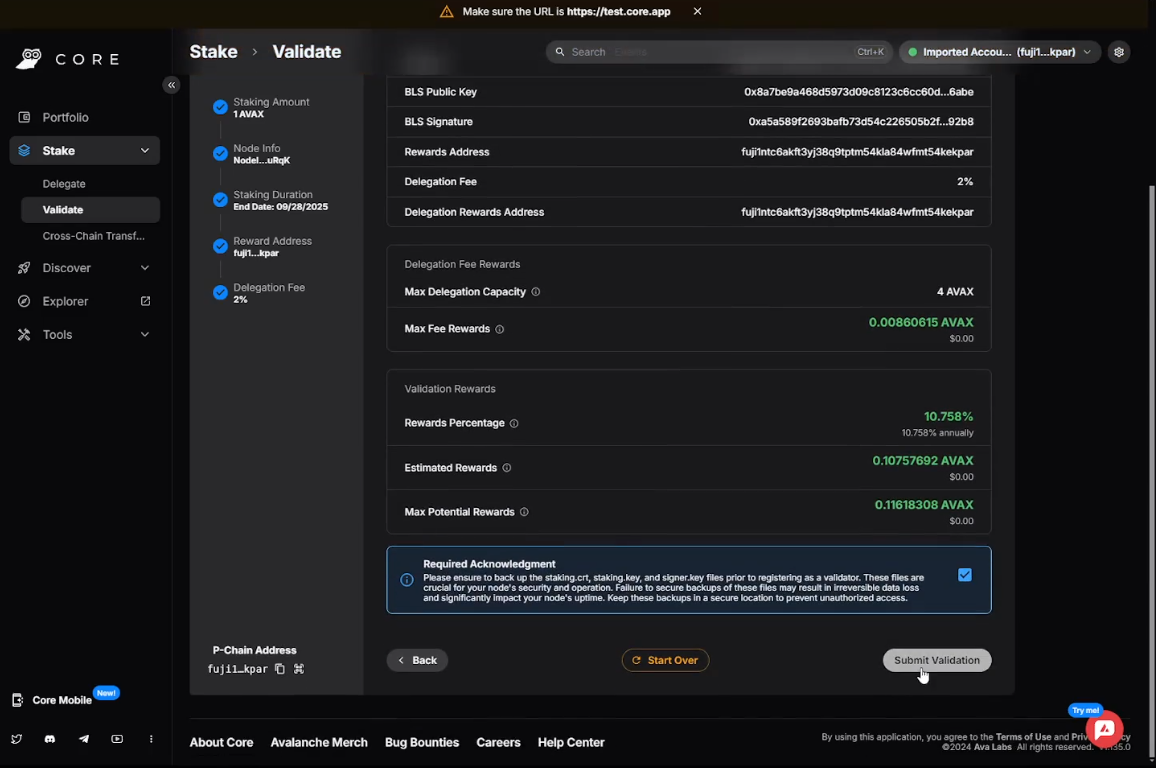 Make sure the URL is https://test.core.app
CORE
Stake > Validate
Search
Ctrl+K
Imported Accou... (fuji1...kpar)
Portfolio
Stake
Delegate
Validate
Cross-Chain Transf...
Discover
Explorer
Tools
Staking Amount
1 AVAX
Node Info
NodeI...uRqK
Staking Duration
End Date: 09/28/2025
Reward Address
fuji1...kpar
Delegation Fee
2%
BLS Public Key 0x8a7be9a468d5973d09c8123c6cc60d...6abe
BLS Signature 0xa5a589f2693bafb73d54c226505b2f...92b8
Rewards Address fuji1ntc6akft3yj38q9tptm54kla84wfmt54kekpar
Delegation Fee 2%
Delegation Rewards Address fuji1ntc6akft3yj38q9tptm54kla84wfmt54kekpar
Delegation Fee Rewards
Max Delegation Capacity 4 AVAX
Max Fee Rewards 0.00860615 AVAX
$0.00
Validation Rewards
Rewards Percentage 10.758%
10.758% annually
Estimated Rewards 0.10757692 AVAX
$0.00
Max Potential Rewards 0.11618308 AVAX
$0.00
Required Acknowledgment
Please ensure to back up the staking.crt, staking.key, and signer.key files prior to registering as a validator. These files are
crucial for your node's security and operation. Failure to secure backups of these files may result in irreversible data loss
and significantly impact your node's uptime. Keep these backups in a secure location to prevent unauthorized access.
P-Chain Address
fuji1…kpar
Back
Start Over
Submit Validation
Core Mobile
New!
Try me!
About Core
Avalanche Merch
Bug Bounties
Careers
Help Center
By using this application, you agree to the Terms of Use and
©2024 Ava Labs All rights reserved.